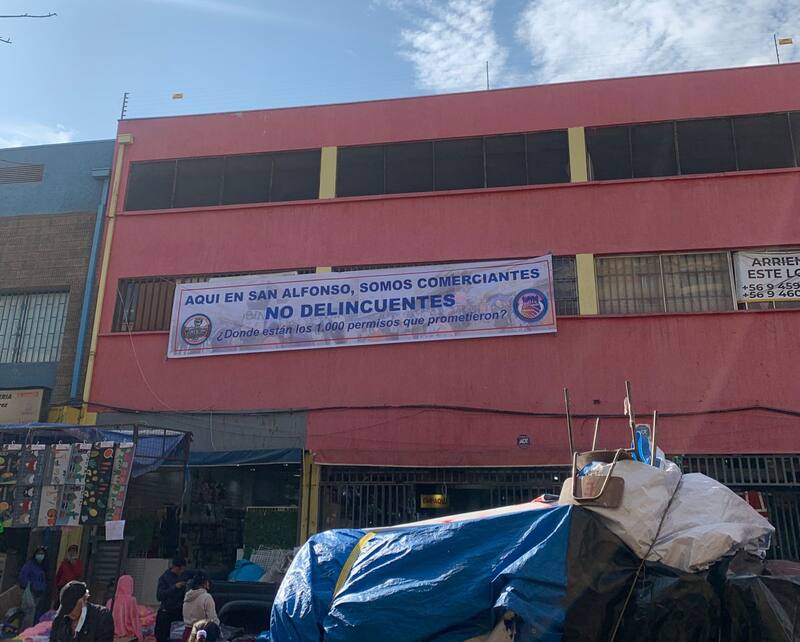 AQUI EN SAN ALFONSO, SOMOS COMERCIANTES
NO DELINCUENTES
¿Donde están los 1.000 permisos que prometieron?
ARRIEN
ESTE LO
+56 9 459
+56 9 460
ADT